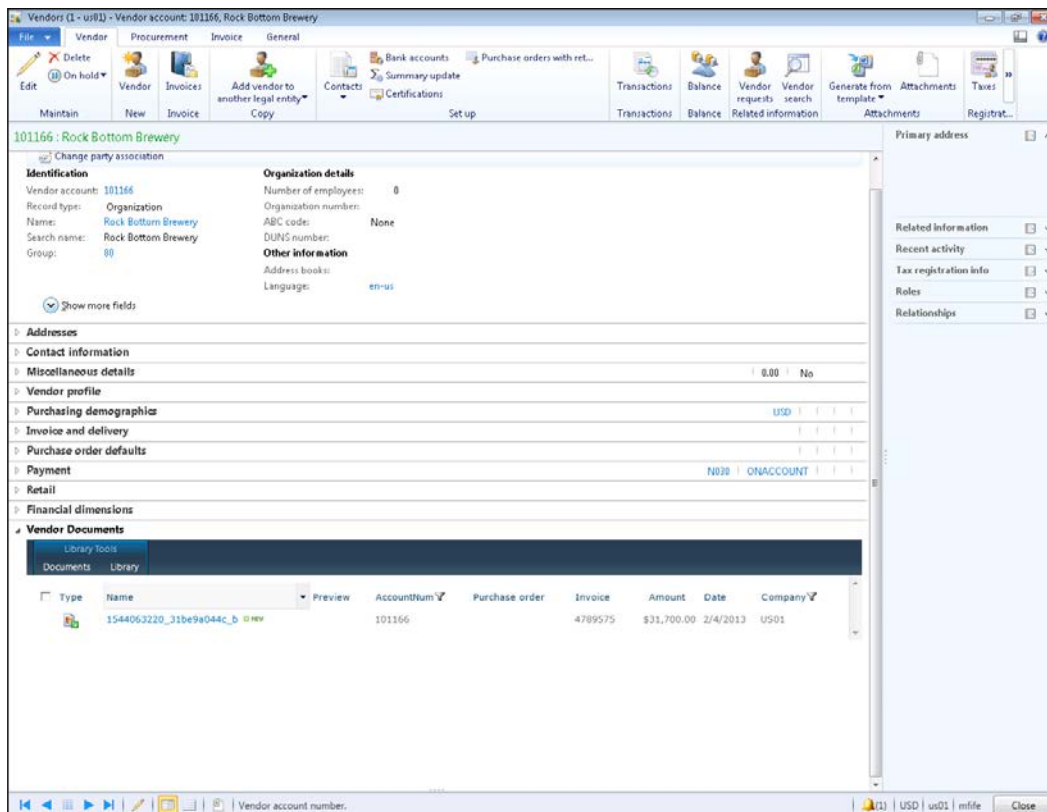 Vendors (1 - us01) - Vendor account: 101166, Rock Bottom Brewery
File Vendor Procurement Invoice General
Edit
Delete
On hold
Maintain
Vendor
New
Invoices
Invoice
Add vendor to another legal entity
Copy
Contacts
Bank accounts
Summary update
Certifications
Purchase orders with ret...
Set up
Transactions
Transactions
Balance
Balance
Vendor requests
Vendor search
Related information
Generate from template
Attachments
Attachments
Taxes
Registrat...
101166 : Rock Bottom Brewery
Change party association
Identification
Vendor account: 101166
Record type: Organization
Name: Rock Bottom Brewery
Search name: Rock Bottom Brewery
Group: 80
Organization details
Number of employees: 0
Organization number:
ABC code: None
DUNS number:
Other information
Address books:
Language: en-us
Show more fields
Addresses
Contact information
Miscellaneous details 0.00 No
Vendor profile
Purchasing demographics USD
Invoice and delivery
Purchase order defaults
Payment N030 ONACCOUNT
Retail
Financial dimensions
Vendor Documents
Library Tools
Documents Library
Type Name Preview AccountNum Purchase order Invoice Amount Date Company
1544063220_31be9a044c_b NEW 101166 4789575 $31,700.00 2/4/2013 US01
Primary address
Related information
Recent activity
Tax registration info
Roles
Relationships
Vendor account number. (1) USD us01 mfife Close